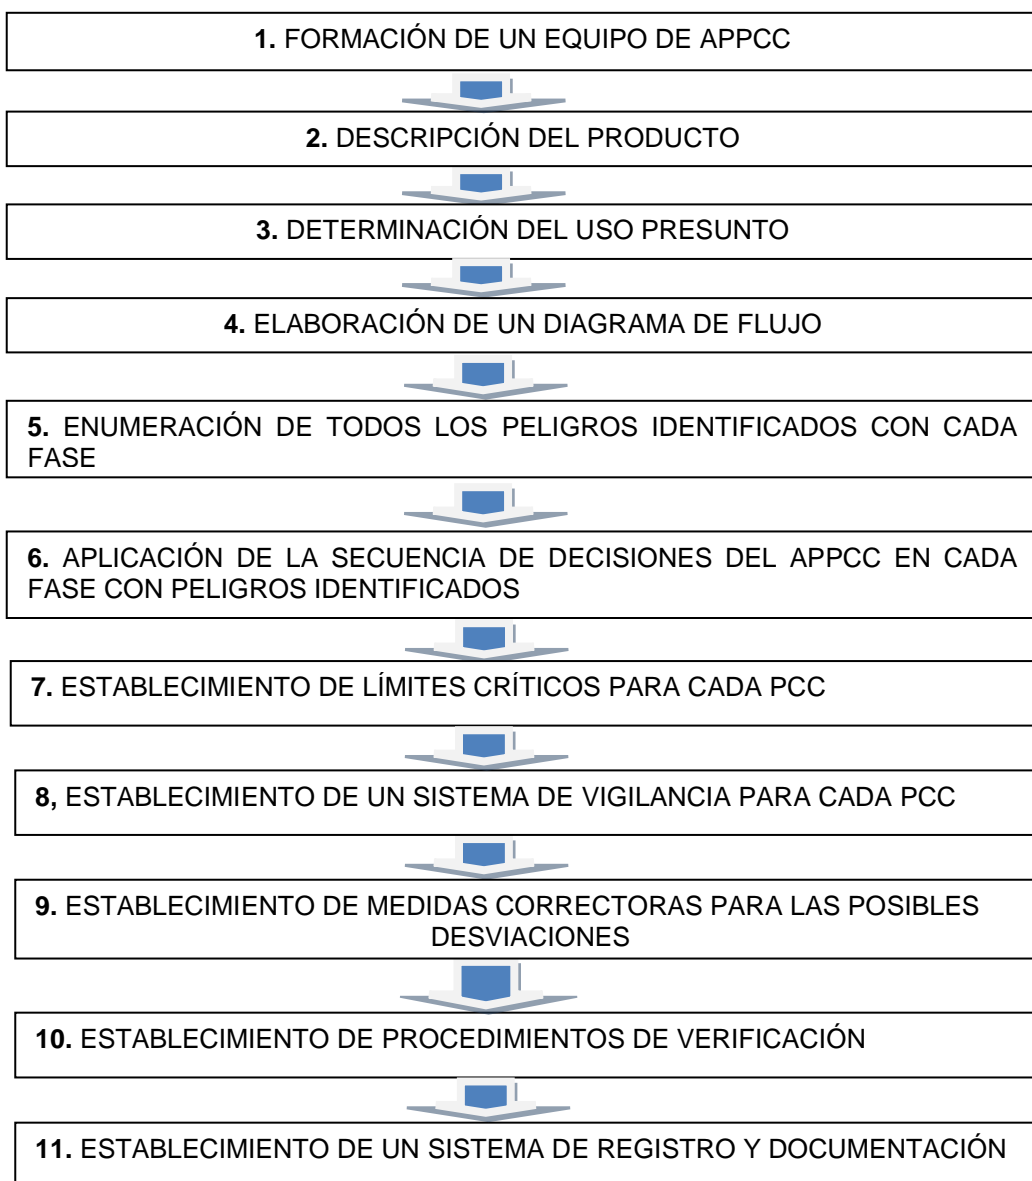 1. FORMACIÓN DE UN EQUIPO DE APPCC
2. DESCRIPCIÓN DEL PRODUCTO
3. DETERMINACIÓN DEL USO PRESUNTO
4. ELABORACIÓN DE UN DIAGRAMA DE FLUJO
5. ENUMERACIÓN DE TODOS LOS PELIGROS IDENTIFICADOS CON CADA
FASE
6. APLICACIÓN DE LA SECUENCIA DE DECISIONES DEL APPCC EN CADA
FASE CON PELIGROS IDENTIFICADOS
7. ESTABLECIMIENTO DE LÍMITES CRÍTICOS PARA CADA PCC
8, ESTABLECIMIENTO DE UN SISTEMA DE VIGILANCIA PARA CADA PCC
9. ESTABLECIMIENTO DE MEDIDAS CORRECTORAS PARA LAS POSIBLES
DESVIACIONES
10. ESTABLECIMIENTO DE PROCEDIMIENTOS DE VERIFICACIÓN
11. ESTABLECIMIENTO DE UN SISTEMA DE REGISTRO Y DOCUMENTACIÓN